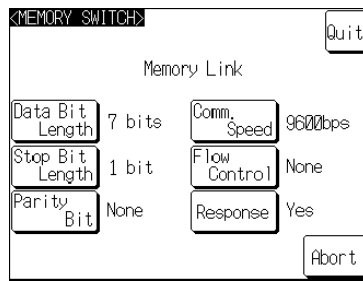 <MEMORY SWITCH>
Quit
Memory Link
Data Bit
Length
7 bits
Comm.
Speed
9600bps
Stop Bit
Length
1 bit
Flow
Control
None
Parity
Bit
None
Response
Yes
Abort